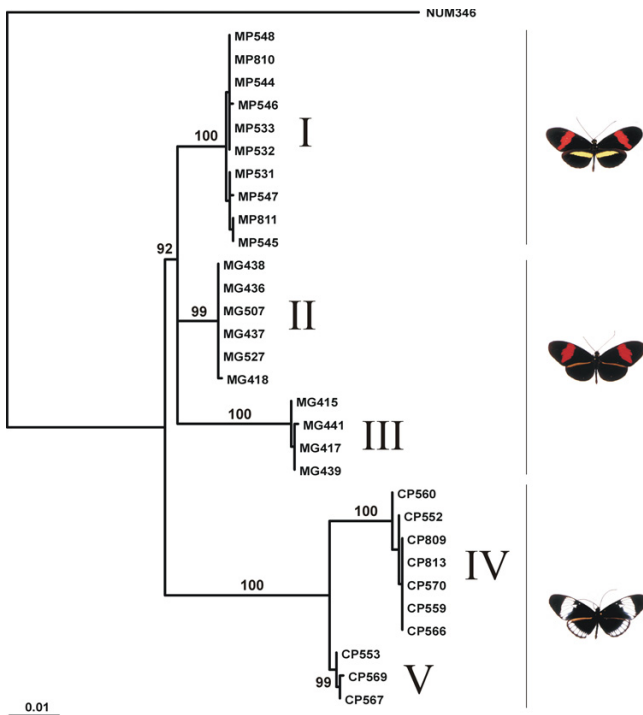 NUM346
MP548
MP810
MP544
MP546
MP533
100
I
MP532
MP531
MP547
MP811
MP545
92
MG438
MG436
MG507
99
II
MG437
MG527
MG418
MG415
100
MG441
III
MG417
MG439
CP560
100
CP552
CP809
CP813
IV
CP570
100
CP559
CP566
CP553
99
CP569
V
CP567
0.01